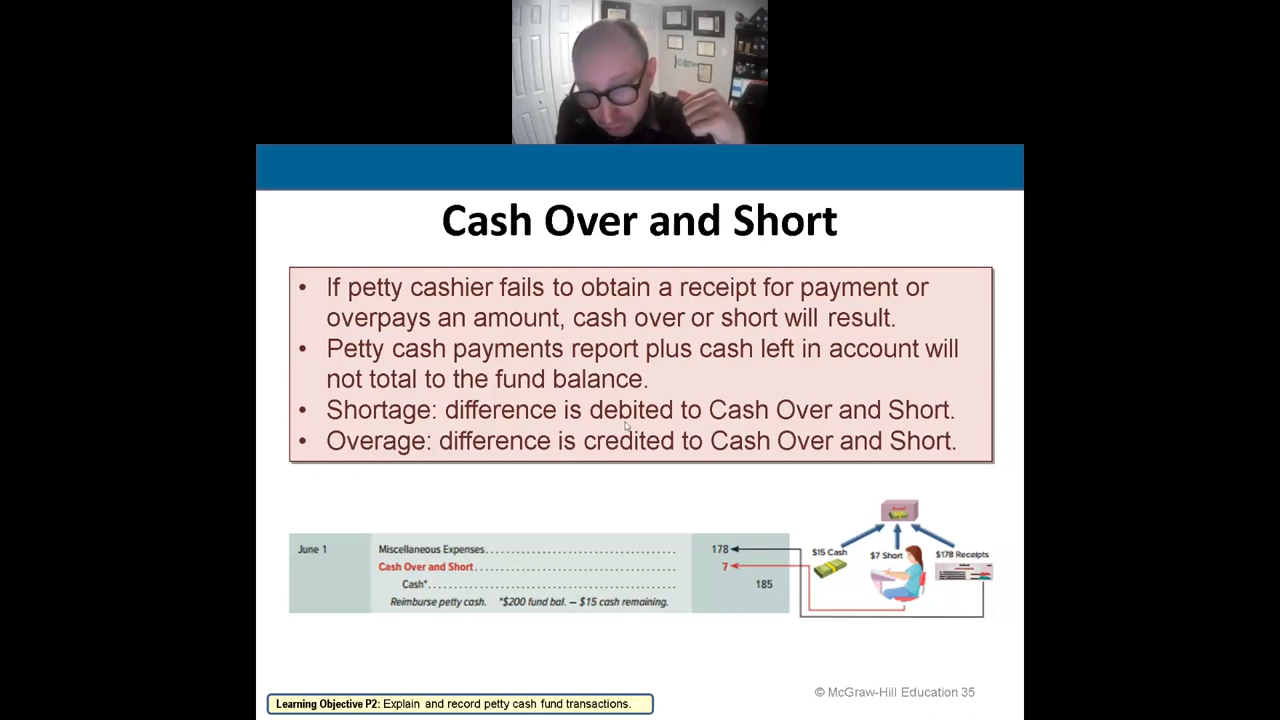 Cash Over and Short
• If petty cashier fails to obtain a receipt for payment or
overpays an amount, cash over or short will result.
• Petty cash payments report plus cash left in account will
not total to the fund balance.
• Shortage: difference is debited to Cash Over and Short.
• Overage: difference is credited to Cash Over and Short.
June 1 Miscellaneous Expenses 178
Cash Over and Short 7
Cash* 185
Reimburse petty cash. *$200 fund bal. – $15 cash remaining.
$15 Cash $7 Short $178 Receipts
© McGraw-Hill Education 35
Learning Objective P2: Explain and record petty cash fund transactions.